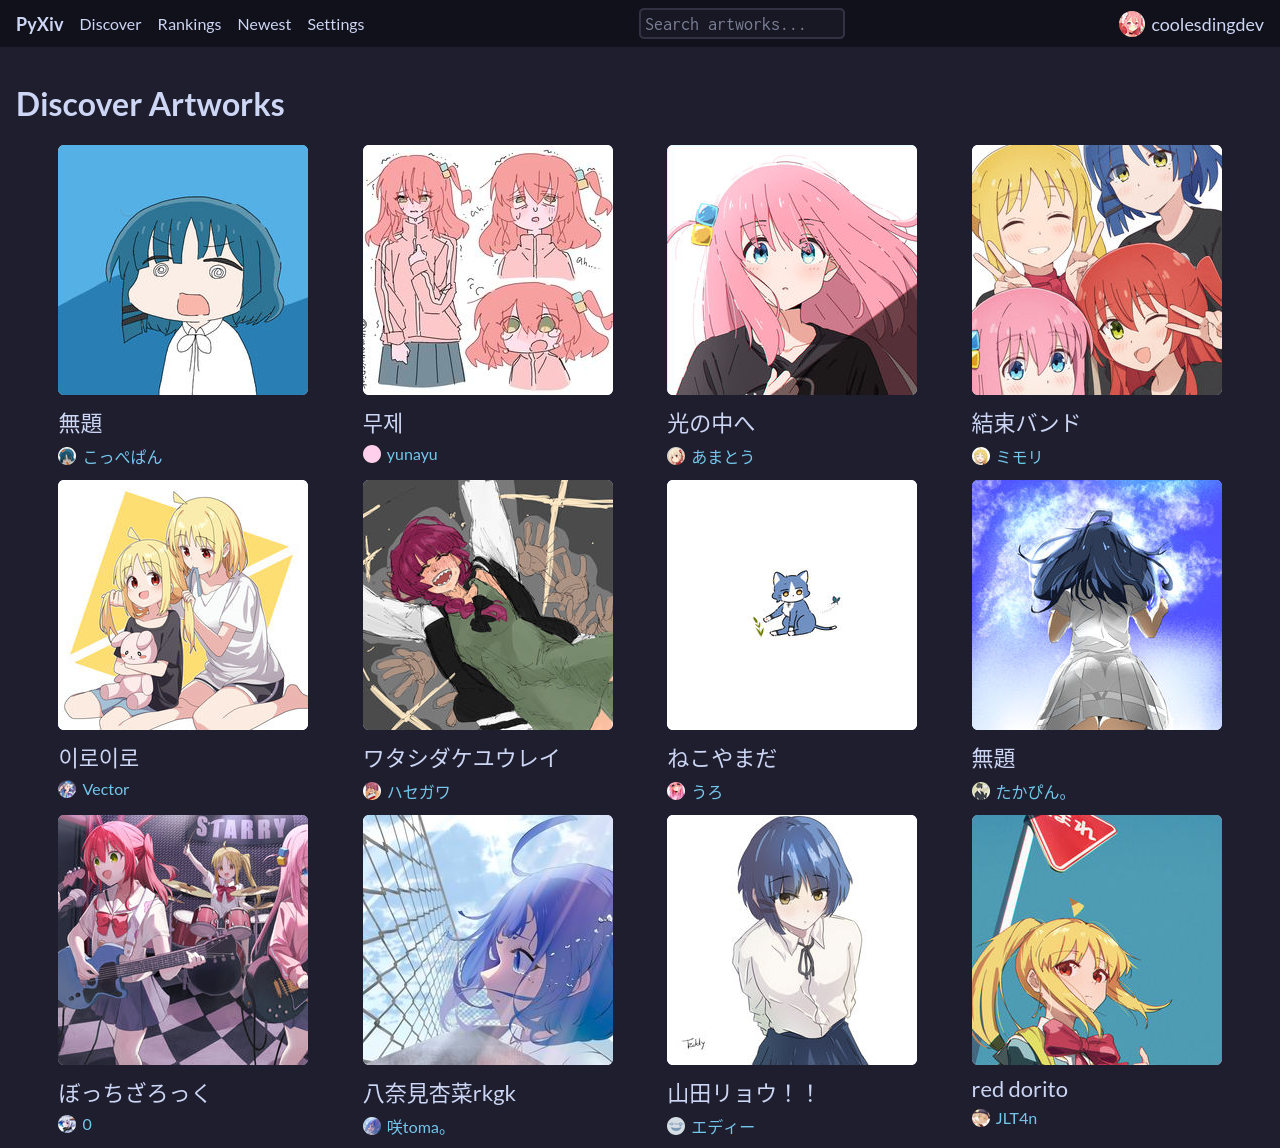 PyXiv Discover Rankings Newest Settings Search artworks... coolesdingdev
Discover Artworks
ah..
ah....
無題
こっぺぱん
무제
yunayu
光の中へ
あまとう
結束バンド
ミモリ
이로이로
Vector
ワタシダケユウレイ
ハセガワ
ねこやまだ
うろ
無題
たかぴん。
STARRY
Teddy
まれ
ぼっちざろっく
0
八奈見杏菜rkgk
咲toma。
山田リョウ！！
エディー
red dorito
JLT4n